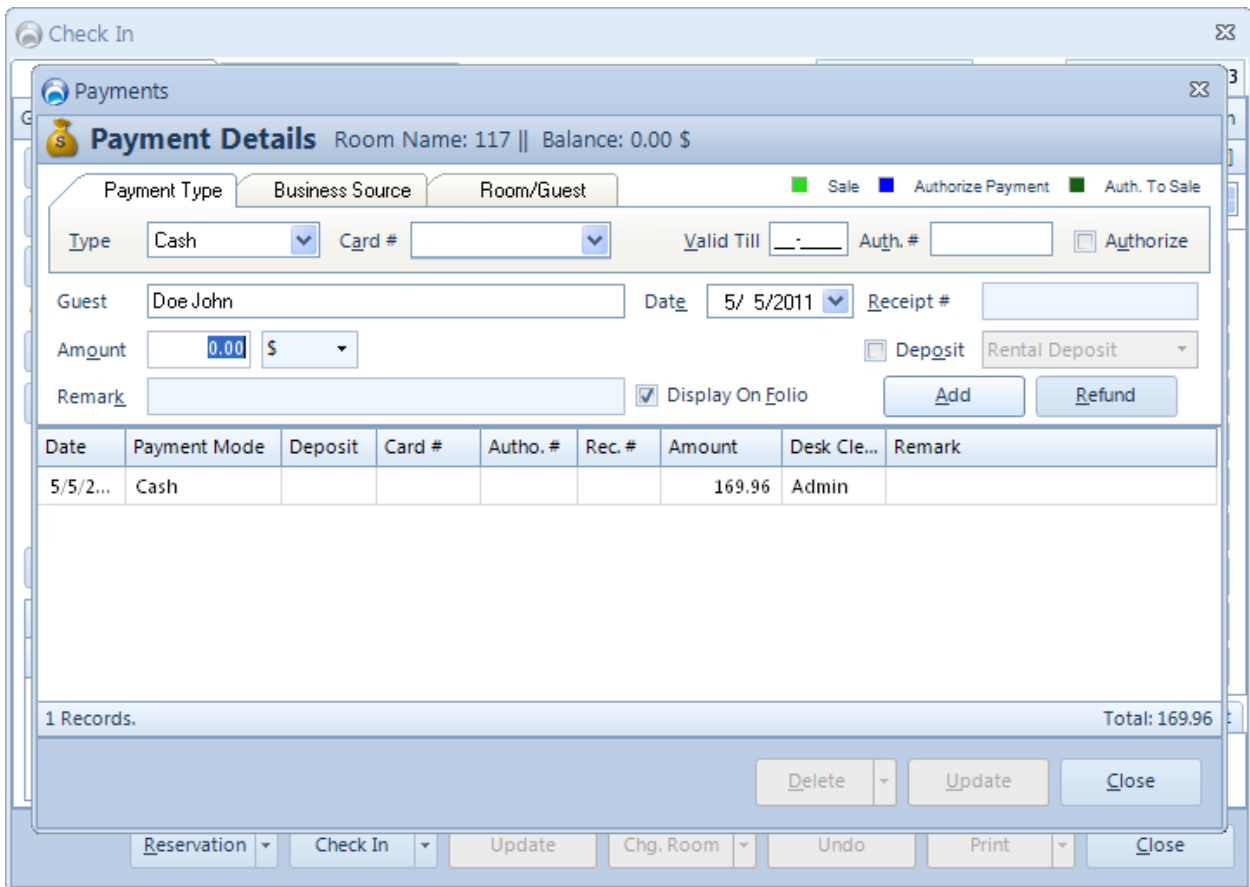 Check In
3
Payments
G
n
Payment Details Room Name: 117 || Balance: 0.00 $
Payment Type Business Source Room/Guest Sale Authorize Payment Auth. To Sale
Type Cash Card # Valid Till __-____ Auth. # Authorize
Guest Doe John Date 5/ 5/2011 Receipt #
Amount 0.00 $ Deposit Rental Deposit
Remark Display On Folio Add Refund
Date Payment Mode Deposit Card # Autho. # Rec. # Amount Desk Cle... Remark
5/5/2... Cash 169.96 Admin
1 Records. Total: 169.96
t
Delete Update Close
Reservation Check In Update Chg. Room Undo Print Close